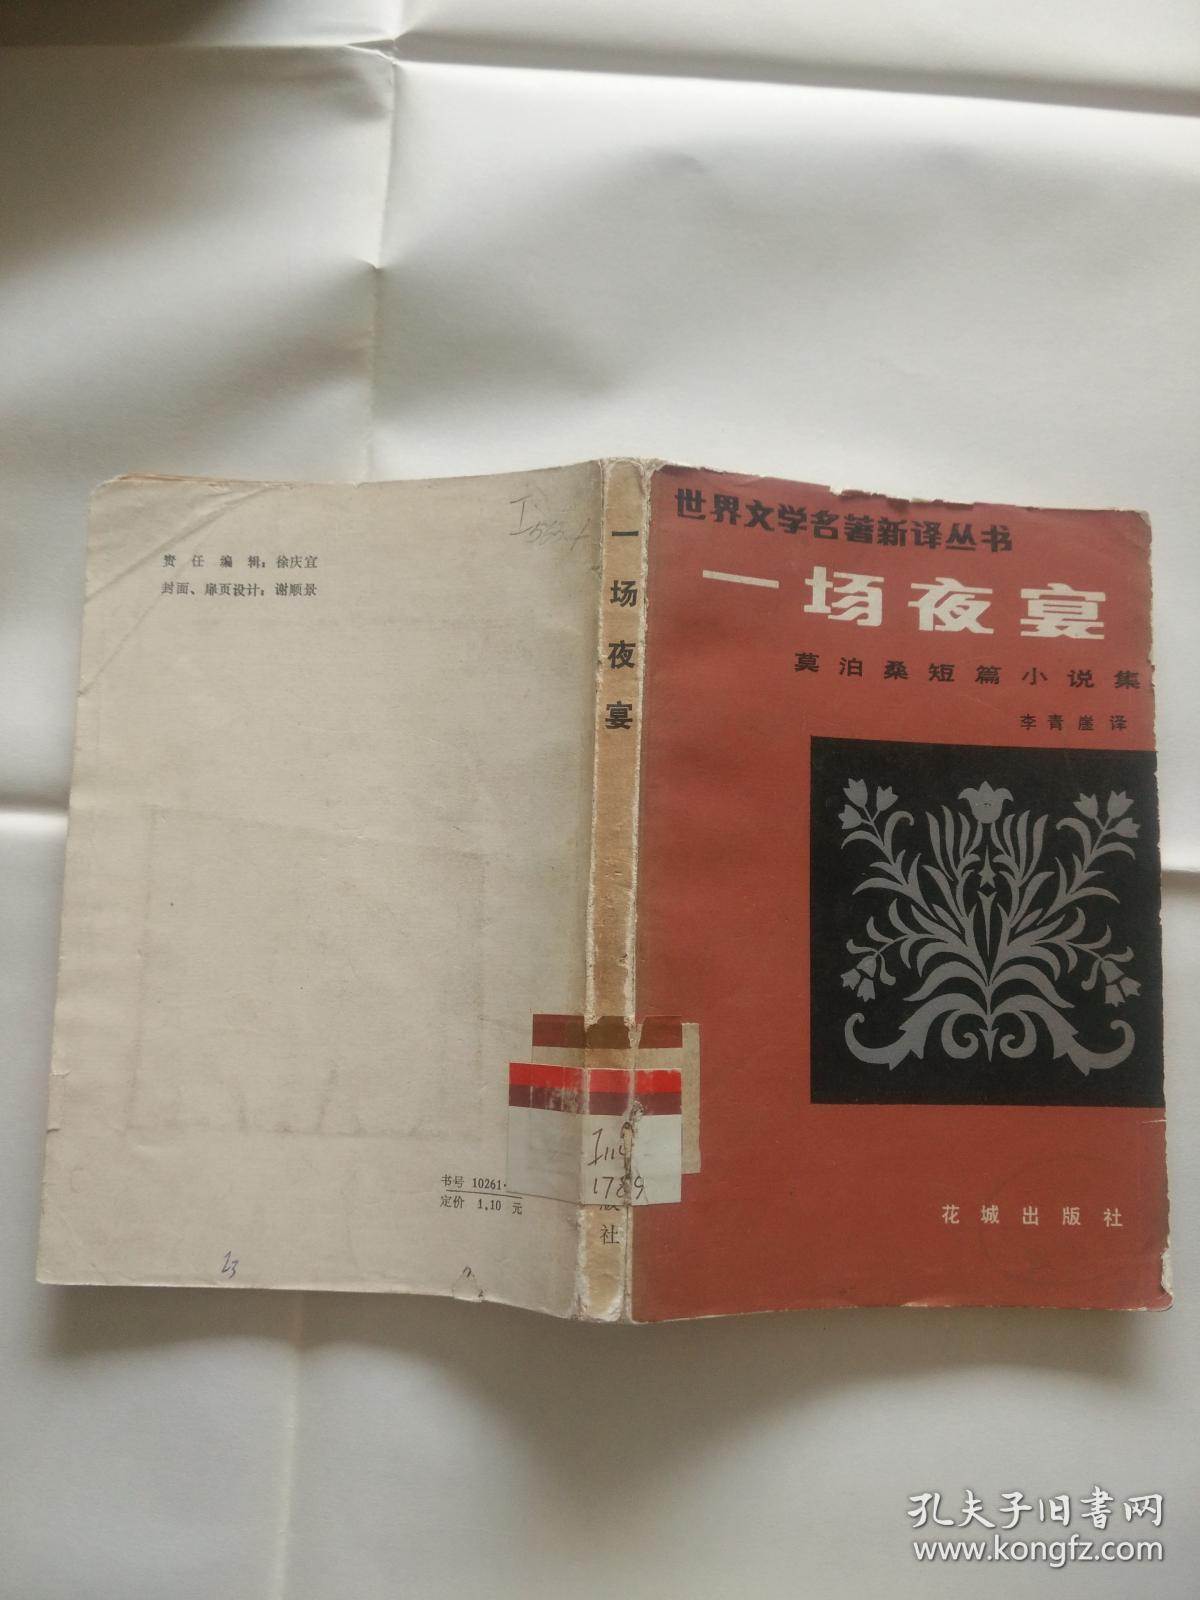 世界文学名著新译丛书
一场夜宴
莫泊桑短篇小说集
李青崖译
花城出版社
一场夜宴
社
I114
1789
责任编辑：徐庆宜
封面、扉页设计：谢顺景
书号 10261·
定价 1.10 元
孔夫子旧书网
www.kongfz.com